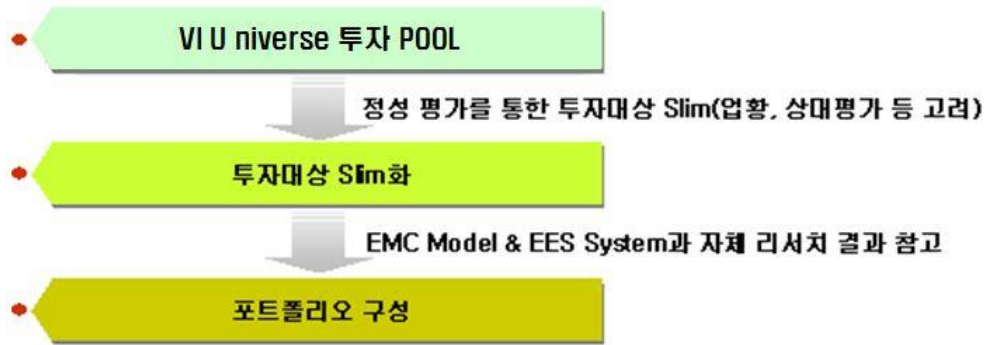 VI U niverse 투자 POOL
정성 평가를 통한 투자대상 Slim(업황, 상대평가 등 고려)
투자대상 Slim화
EMC Model & EES System과 자체 리서치 결과 참고
포트폴리오 구성